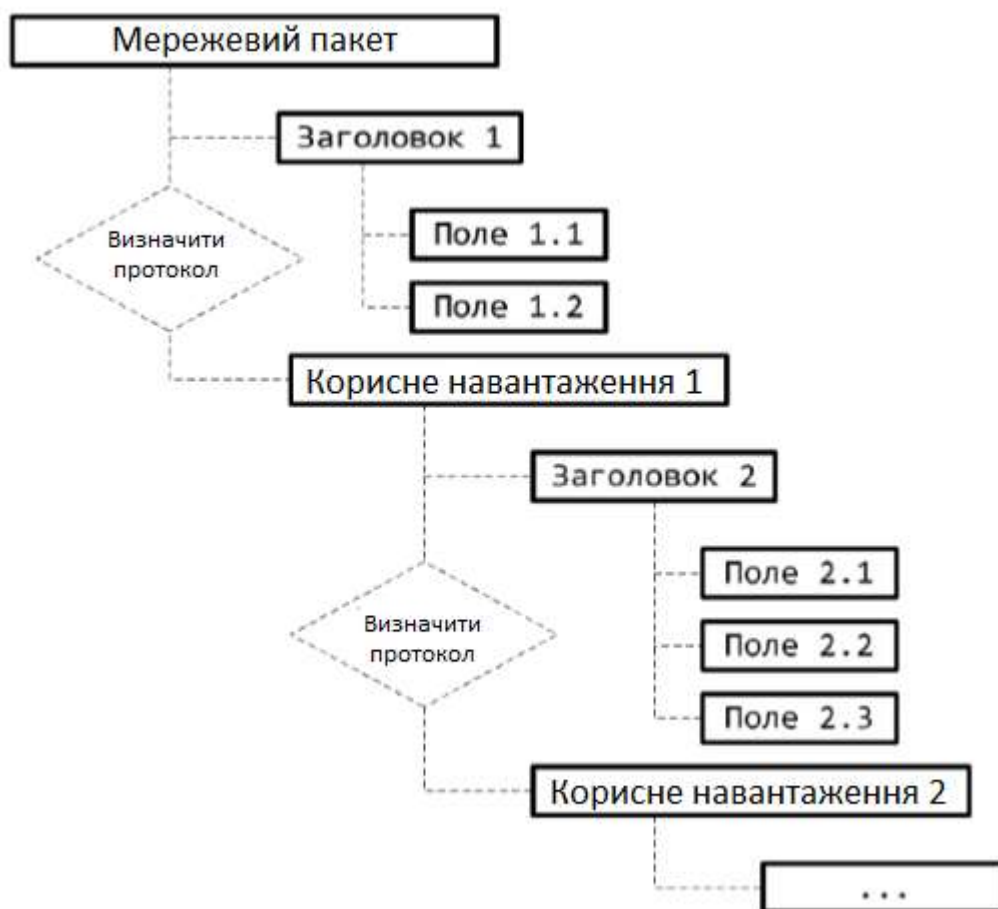 Мережевий пакет
Заголовок 1
Поле 1.1
Визначити
протокол
Поле 1.2
Корисне навантаження 1
Заголовок 2
Поле 2.1
Визначити
протокол
Поле 2.2
Поле 2.3
Корисне навантаження 2
...